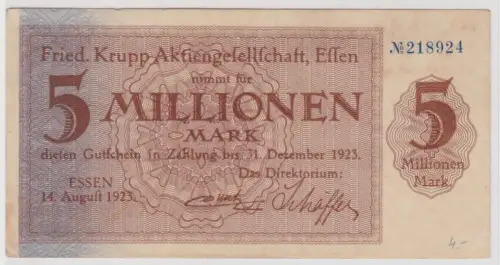 Fried. Krupp Aktiengesellschaft, Essen
№218924
nimmt für
5 MILLIONEN
MARK
diesen Gutschein in Zahlung bis 31. Dezember 1923.
Das Direktorium:
ESSEN
14. August 1923.
Schäffer
5
Millionen
Mark
4.-